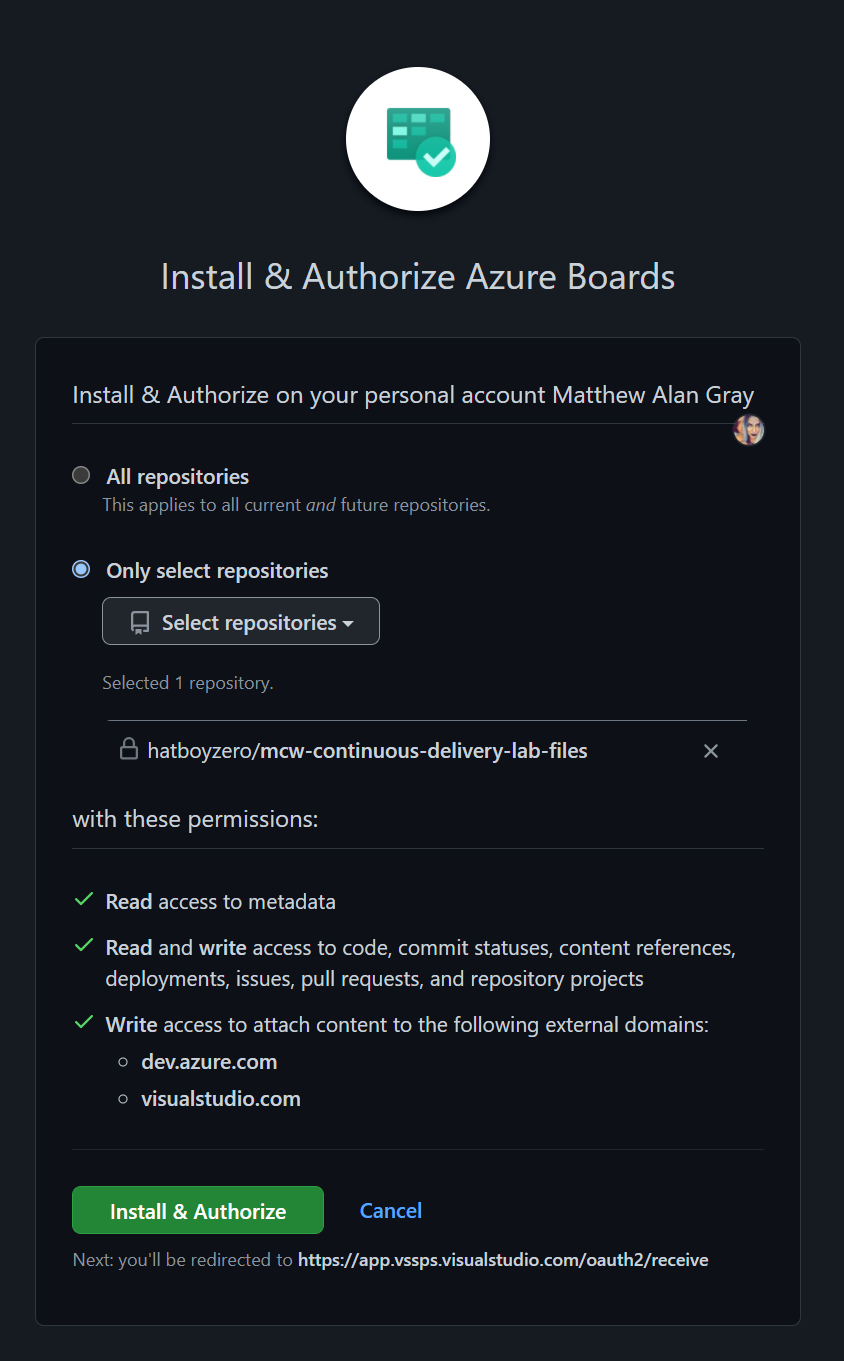 Install & Authorize Azure Boards
Install & Authorize on your personal account Matthew Alan Gray
All repositories
This applies to all current and future repositories.
Only select repositories
Select repositories
Selected 1 repository.
hatboyzero/mcw-continuous-delivery-lab-files
with these permissions:
Read access to metadata
Read and write access to code, commit statuses, content references,
deployments, issues, pull requests, and repository projects
Write access to attach content to the following external domains:
dev.azure.com
visualstudio.com
Install & Authorize
Cancel
Next: you'll be redirected to https://app.vssps.visualstudio.com/oauth2/receive